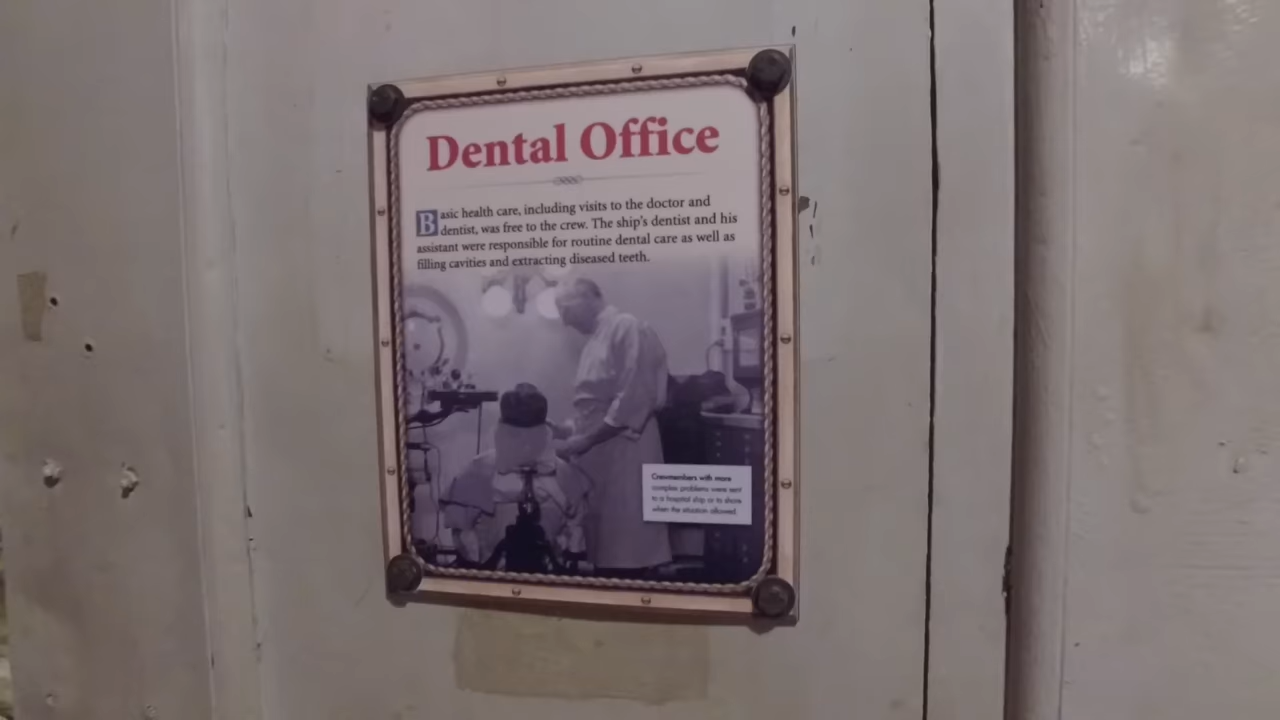 Dental Office
Basic health care, including visits to the doctor and
dentist, was free to the crew. The ship's dentist and his
assistant were responsible for routine dental care as well as
filling cavities and extracting diseased teeth.
Crewmembers with more
complex problems were sent
to a hospital ship or to shore
when the situation allowed.